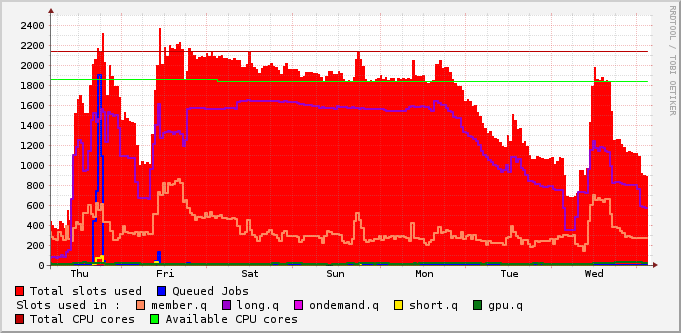 2400
2200
2000
1800
1600
1400
1200
1000
800
600
400
200
0
Thu Fri Sat Sun Mon Tue Wed
Total slots used Queued Jobs
Slots used in : member.q long.q ondemand.q short.q gpu.q
Total CPU cores Available CPU cores
RRDTOOL / TOBI OETIKER